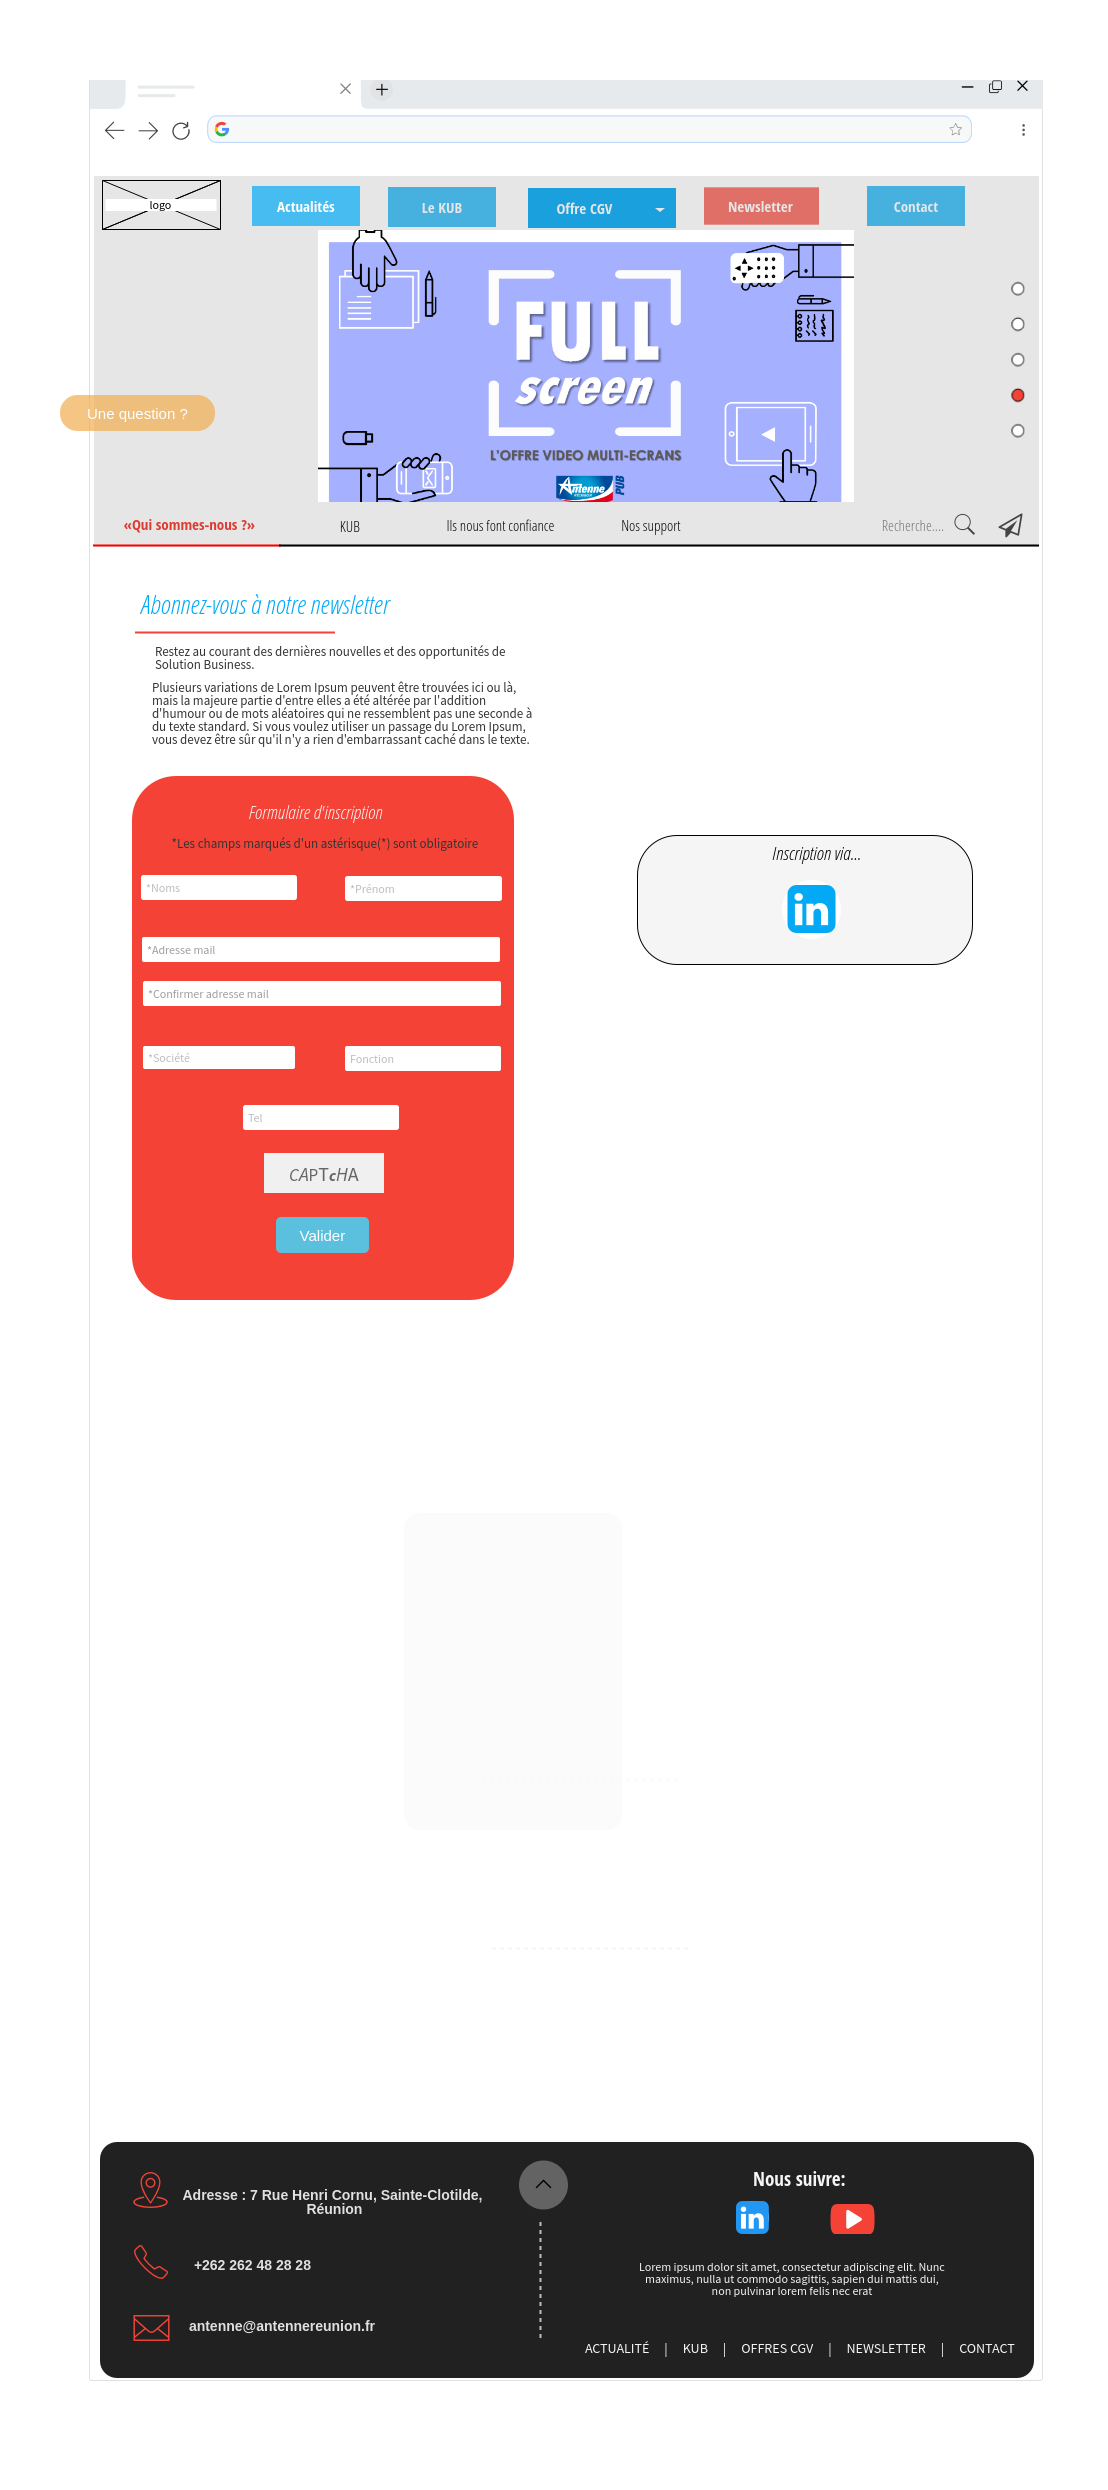 logo
Actualités
Le KUB
Offre CGV
Newsletter
Contact
FULL
screen
L'OFFRE VIDEO MULTI-ECRANS
Antenne
PUB
Une question ?
«Qui sommes-nous ?»
KUB
Ils nous font confiance
Nos support
Recherche....
Abonnez-vous à notre newsletter
Restez au courant des dernières nouvelles et des opportunités de
Solution Business.
Plusieurs variations de Lorem Ipsum peuvent être trouvées ici ou là,
mais la majeure partie d'entre elles a été altérée par l'addition
d'humour ou de mots aléatoires qui ne ressemblent pas une seconde à
du texte standard. Si vous voulez utiliser un passage du Lorem Ipsum,
vous devez être sûr qu'il n'y a rien d'embarrassant caché dans le texte.
Formulaire d'inscription
*Les champs marqués d'un astérisque(*) sont obligatoire
*Noms
*Prénom
*Adresse mail
*Confirmer adresse mail
*Société
Fonction
Tel
CAPTcHA
Valider
Inscription via...
in
Adresse : 7 Rue Henri Cornu, Sainte-Clotilde,
Réunion
+262 262 48 28 28
antenne@antennereunion.fr
Nous suivre:
in
Lorem ipsum dolor sit amet, consectetur adipiscing elit. Nunc
maximus, nulla ut commodo sagittis, sapien dui mattis dui,
non pulvinar lorem felis nec erat
ACTUALITÉ | KUB | OFFRES CGV | NEWSLETTER | CONTACT